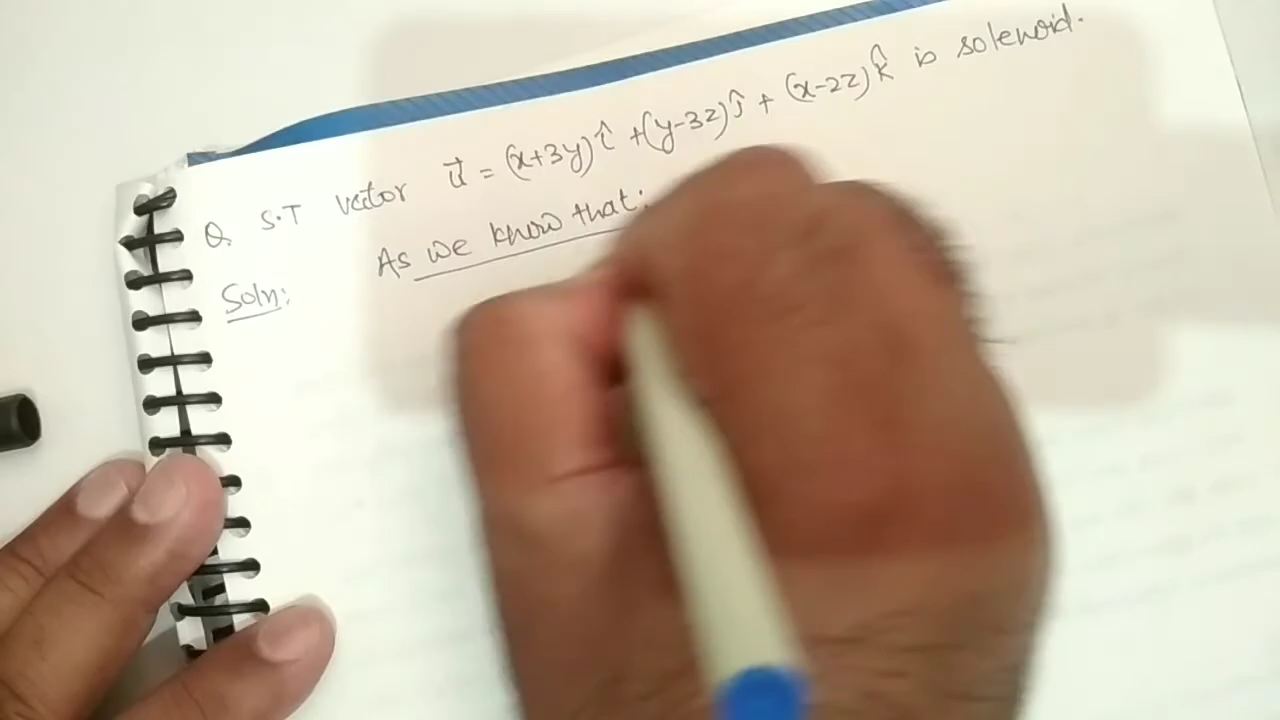 Q. S.T vector u⃗ = (x+3y)î +(y-3z)ĵ + (x-2z)k̂ is solenoid.
Soln: As we know that: